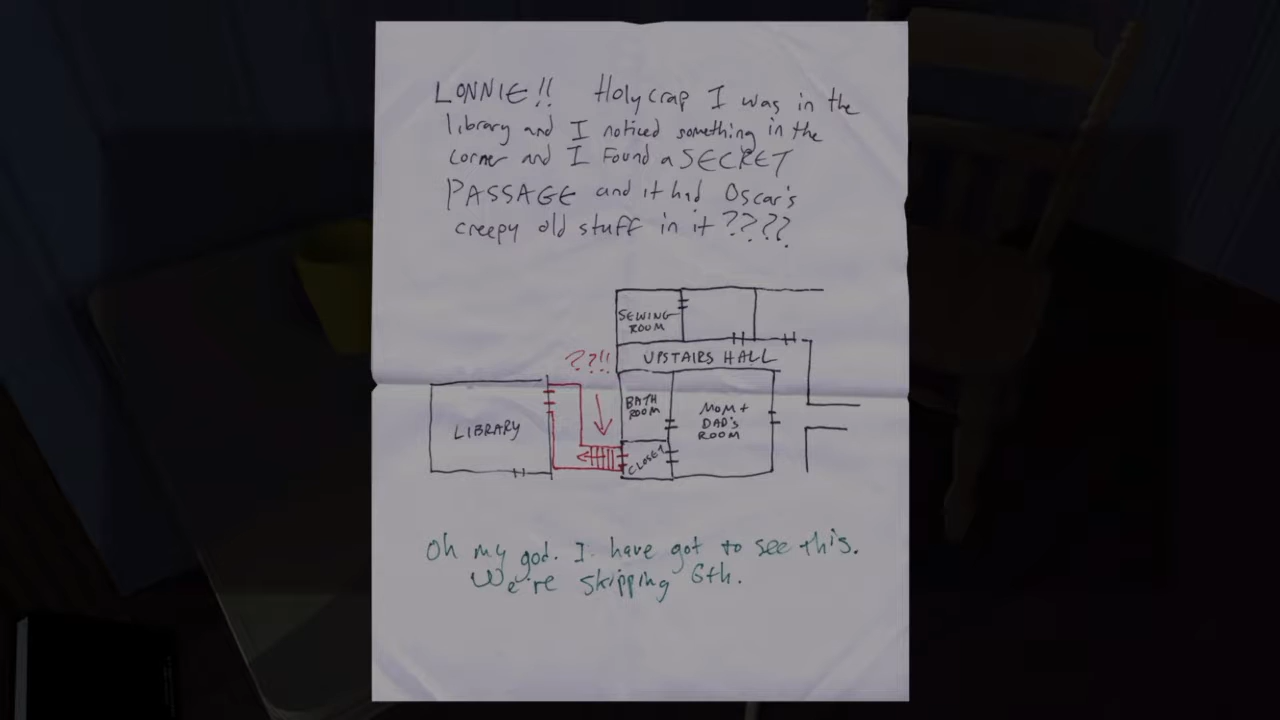 LONNIE!! Holy crap I was in the
library and I noticed something in the
corner and I found a SECRET
PASSAGE and it had Oscar's
creepy old stuff in it????
SEWING
ROOM
UPSTAIRS HALL
??!!
BATH
ROOM
MOM +
DAD'S
ROOM
LIBRARY
CLOSET
Oh my god. I have got to see this.
We're skipping 6th.